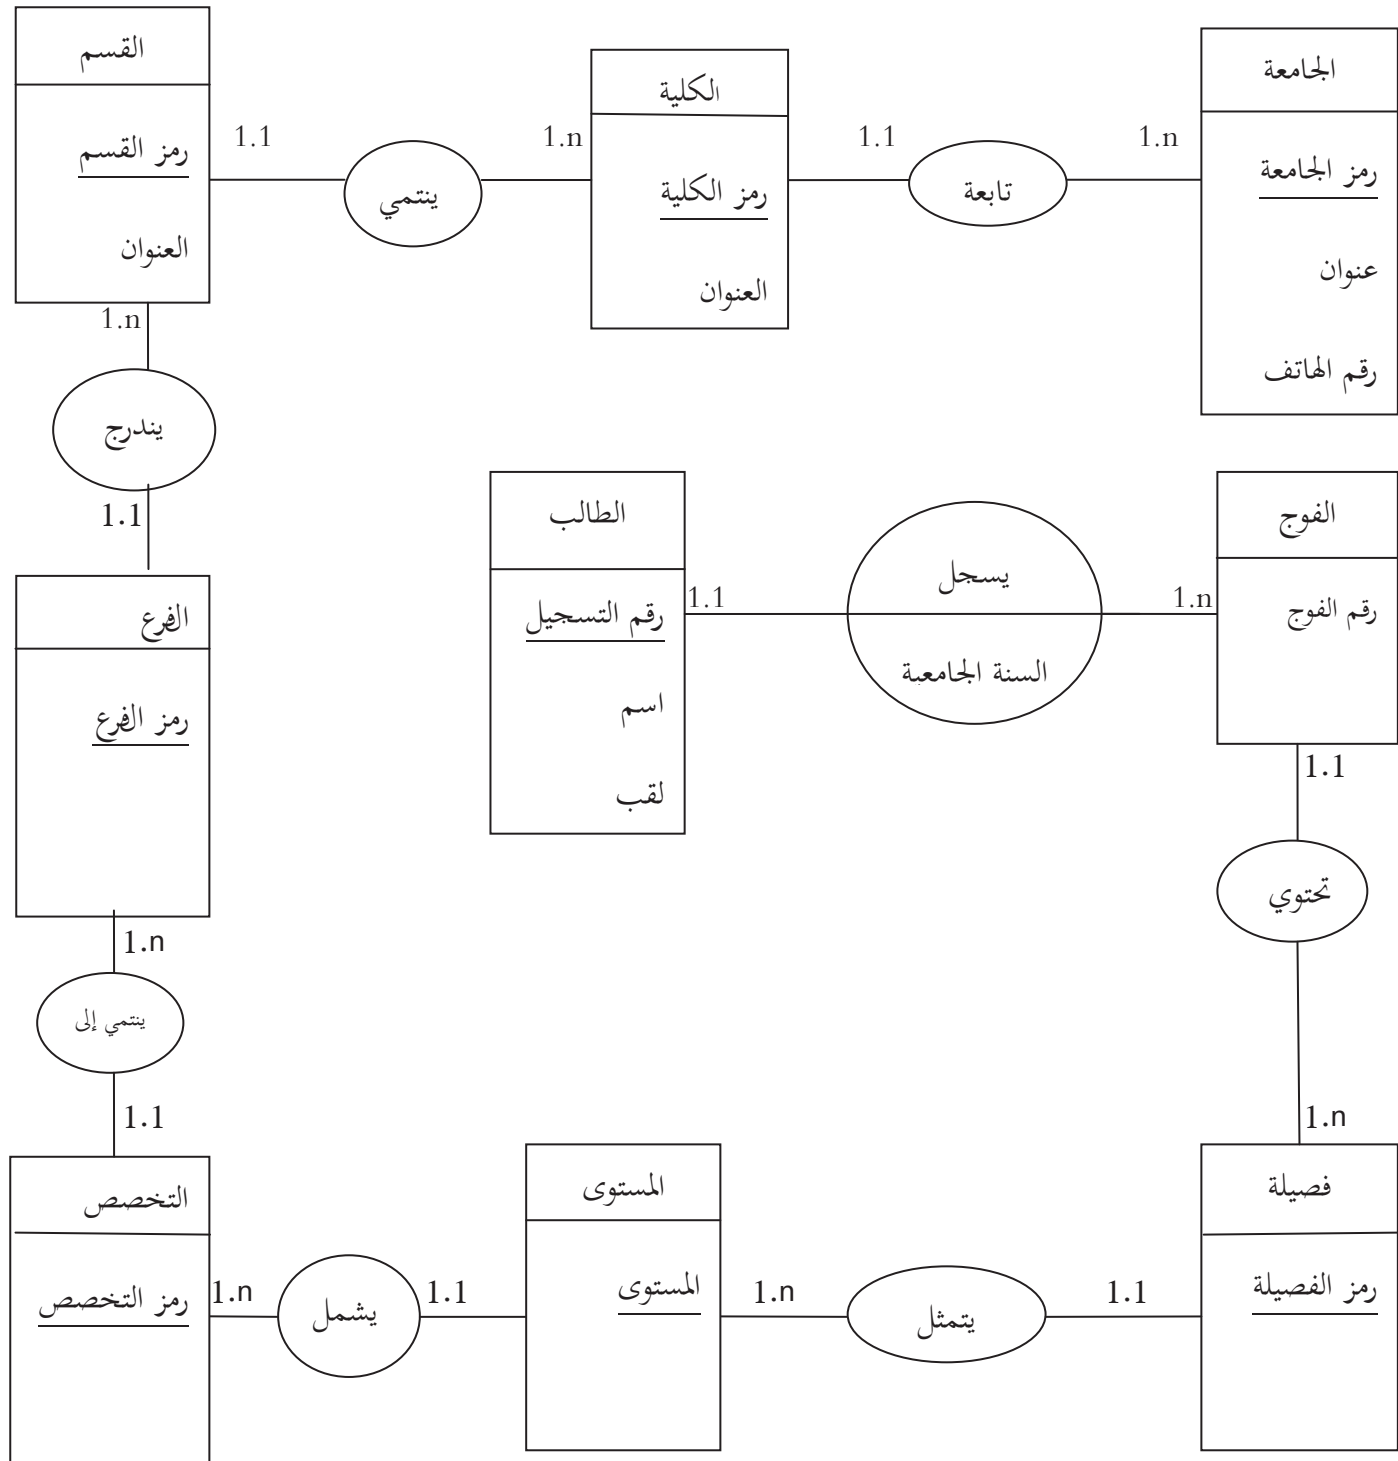 الجامعة
رمز الجامعة
عنوان
رقم الهاتف
1.n
تابعة
1.1
الكلية
رمز الكلية
العنوان
1.n
ينتمي
1.1
القسم
رمز القسم
العنوان
1.n
يندرج
1.1
الفرع
رمز الفرع
1.n
ينتمي إلى
1.1
التخصص
رمز التخصص
1.n
يشمل
1.1
المستوى
المستوى
1.n
يتمثل
1.1
فصيلة
رمز الفصيلة
1.n
تحتوي
1.1
الفوج
رقم الفوج
1.n
يسجل
السنة الجامعية
1.1
الطالب
رقم التسجيل
اسم
لقب